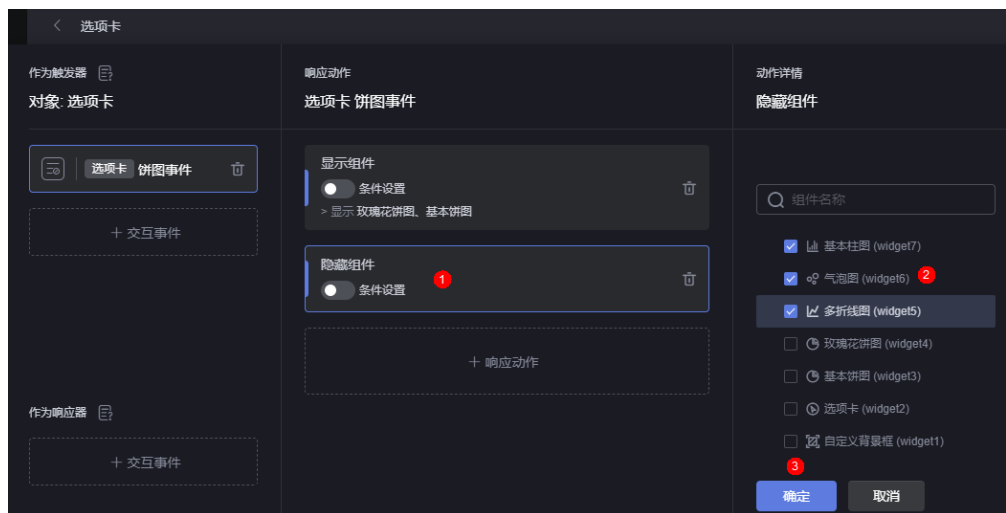 选项卡
作为触发器
对象: 选项卡
选项卡 饼图事件
+ 交互事件
作为响应器
+ 交互事件
响应动作
选项卡 饼图事件
显示组件
条件设置
> 显示 玫瑰花饼图、基本饼图
隐藏组件
条件设置
1
+ 响应动作
动作详情
隐藏组件
组件名称
基本柱图 (widget7)
气泡图 (widget6) 2
多折线图 (widget5)
玫瑰花饼图 (widget4)
基本饼图 (widget3)
选项卡 (widget2)
自定义背景框 (widget1)
3
确定 取消